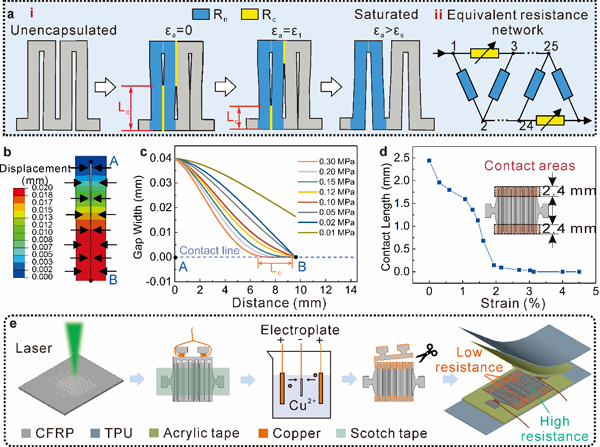 a i
Rn Rc
ii Equivalent resistance
network
Unencapsulated
εa=0
εa=ε1
Saturated
εa>εs
Lc
Lc
1 3 25
2 24
b
Displacement
(mm)
0.020
0.018
0.017
0.015
0.013
0.012
0.010
0.008
0.007
0.005
0.003
0.002
0.000
A
B
c
Gap Width (mm)
0.04
0.03
0.02
0.01
0.00
0.30 MPa
0.20 MPa
0.15 MPa
0.12 MPa
0.10 MPa
0.05 MPa
0.02 MPa
0.01 MPa
Contact line
A
Lc
B
0 2 4 6 8 10 12 14
Distance (mm)
d
Contact Length (mm)
2.5
2.0
1.5
1.0
0.5
0.0
Contact areas
2.4 mm
2.4 mm
0 1 2 3 4 5
Strain (%)
e
Laser
Electroplate
+ - +
e e
Cu2+
Low
resistance
High
resistance
CFRP TPU Acrylic tape Copper Scotch tape